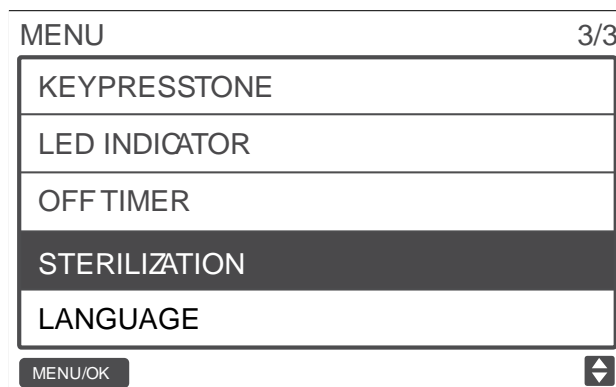 MENU 3/3
KEYPRESSTONE
LED INDICATOR
OFF TIMER
STERILIZATION
LANGUAGE
MENU/OK